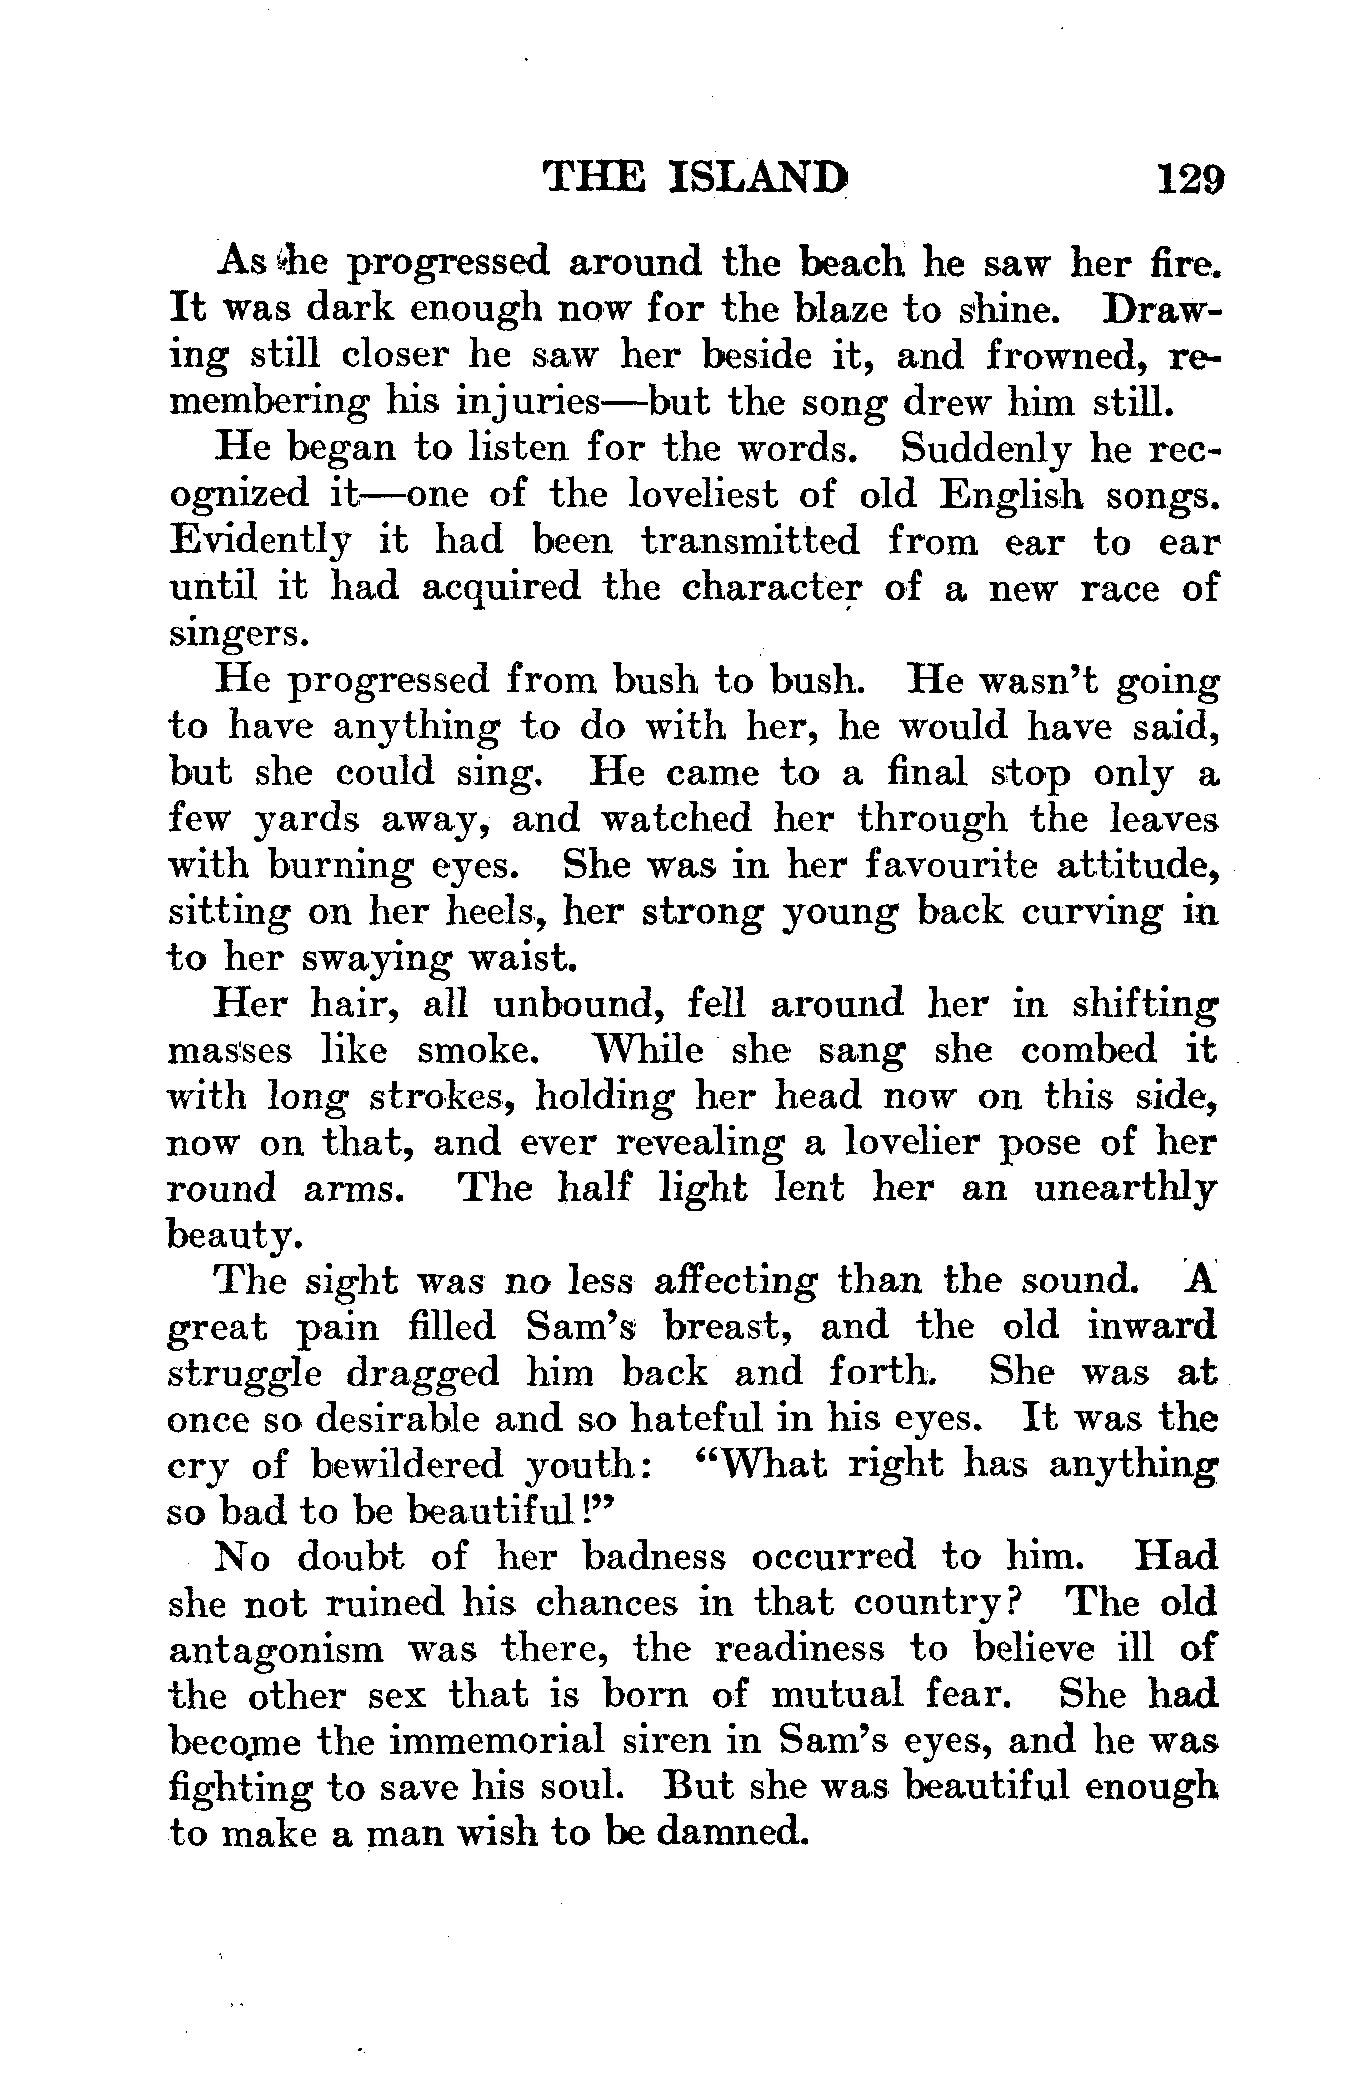 THE ISLAND 129
As he progressed around the beach he saw her fire.
It was dark enough now for the blaze to shine. Draw-
ing still closer he saw her beside it, and frowned, re-
membering his injuries—but the song drew him still.
He began to listen for the words. Suddenly he rec-
ognized it—one of the loveliest of old English songs.
Evidently it had been transmitted from ear to ear
until it had acquired the character of a new race of
singers.
He progressed from bush to bush. He wasn't going
to have anything to do with her, he would have said,
but she could sing. He came to a final stop only a
few yards away, and watched her through the leaves
with burning eyes. She was in her favourite attitude,
sitting on her heels, her strong young back curving in
to her swaying waist.
Her hair, all unbound, fell around her in shifting
masses like smoke. While she sang she combed it
with long strokes, holding her head now on this side,
now on that, and ever revealing a lovelier pose of her
round arms. The half light lent her an unearthly
beauty.
The sight was no less affecting than the sound. A
great pain filled Sam's breast, and the old inward
struggle dragged him back and forth. She was at
once so desirable and so hateful in his eyes. It was the
cry of bewildered youth: "What right has anything
so bad to be beautiful!"
No doubt of her badness occurred to him. Had
she not ruined his chances in that country? The old
antagonism was there, the readiness to believe ill of
the other sex that is born of mutual fear. She had
become the immemorial siren in Sam's eyes, and he was
fighting to save his soul. But she was beautiful enough
to make a man wish to be damned.